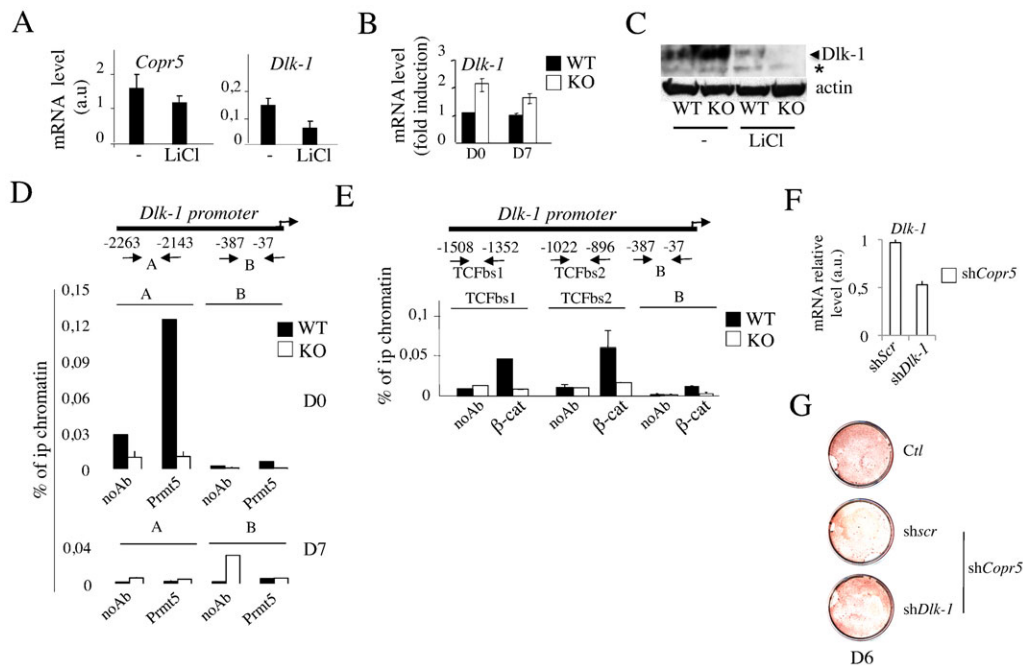 A
mRNA level
(a.u)
Copr5
2
1
0
-
LiCl
Dlk-1
0,2
0,1
0
-
LiCl
B
mRNA level
(fold induction)
Dlk-1
3
2
1
0
D0
D7
WT
KO
C
Dlk-1
*
actin
WT KO WT KO
-
LiCl
D
Dlk-1 promoter
-2263 -2143 -387 -37
A B
% of ip chromatin
0,15
0,12
0,09
0,06
0,03
0
A B
WT
KO
D0
noAb Prmt5 noAb Prmt5
A B
D7
0,04
0
noAb Prmt5 noAb Prmt5
E
Dlk-1 promoter
-1508 -1352 -1022 -896 -387 -37
TCFbs1 TCFbs2 B
TCFbs1 TCFbs2 B
% of ip chromatin
0,1
0,05
0
WT
KO
noAb β-cat noAb β-cat noAb β-cat
F
Dlk-1
mRNA relative
level (a.u.)
1
0.5
0
shScr
shDlk-1
shCopr5
G
Ctl
shscr
shDlk-1
shCopr5
D6